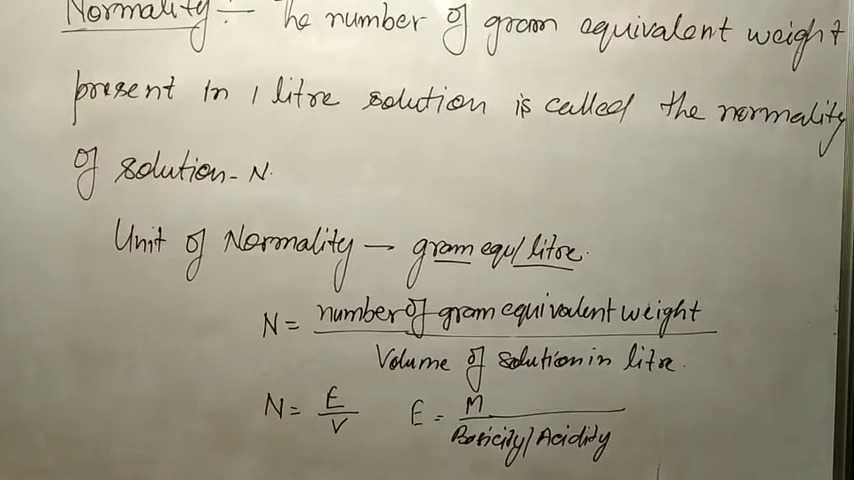 Normality :- The number of gram equivalent weight
present in 1 litre solution is called the normality
of solution - N.
Unit of Normality — gram equ/litre.
N = number of gram equivalent weight
Volume of solution in litre.
N = E/V E = M
Basicity/Acidity